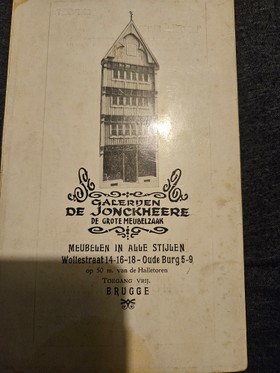 GALERIJEN
DE JONCKHEERE
DE GROTE MEUBELZAAK
MEUBELEN IN ALLE STIJLEN
Wollestraat 14-16-18 - Oude Burg 5-9
op 50 m. van de Halletoren
TOEGANG VRIJ.
BRUGGE